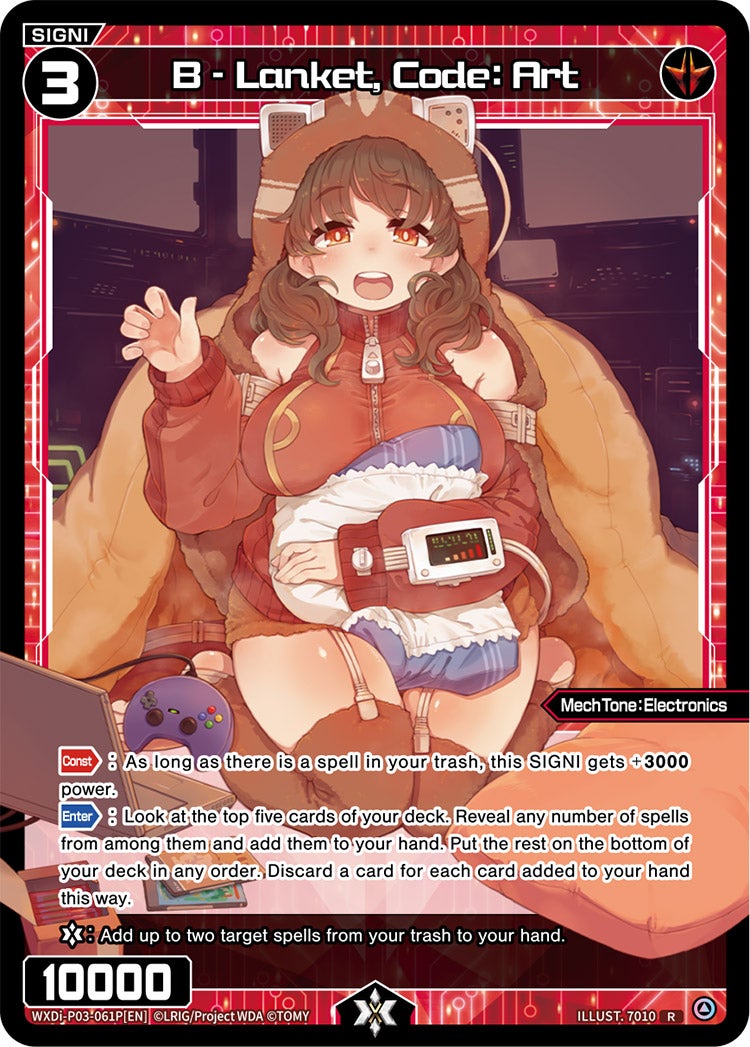 SIGNI
3
B - Lanket, Code: Art
MechTone:Electronics
Const : As long as there is a spell in your trash, this SIGNI gets +3000
power.
Enter : Look at the top five cards of your deck. Reveal any number of spells
from among them and add them to your hand. Put the rest on the bottom of
your deck in any order. Discard a card for each card added to your hand
this way.
: Add up to two target spells from your trash to your hand.
10000
WXDi-P03-061P[EN] ©LRIG/Project WDA ©TOMY
ILLUST. 7010 R